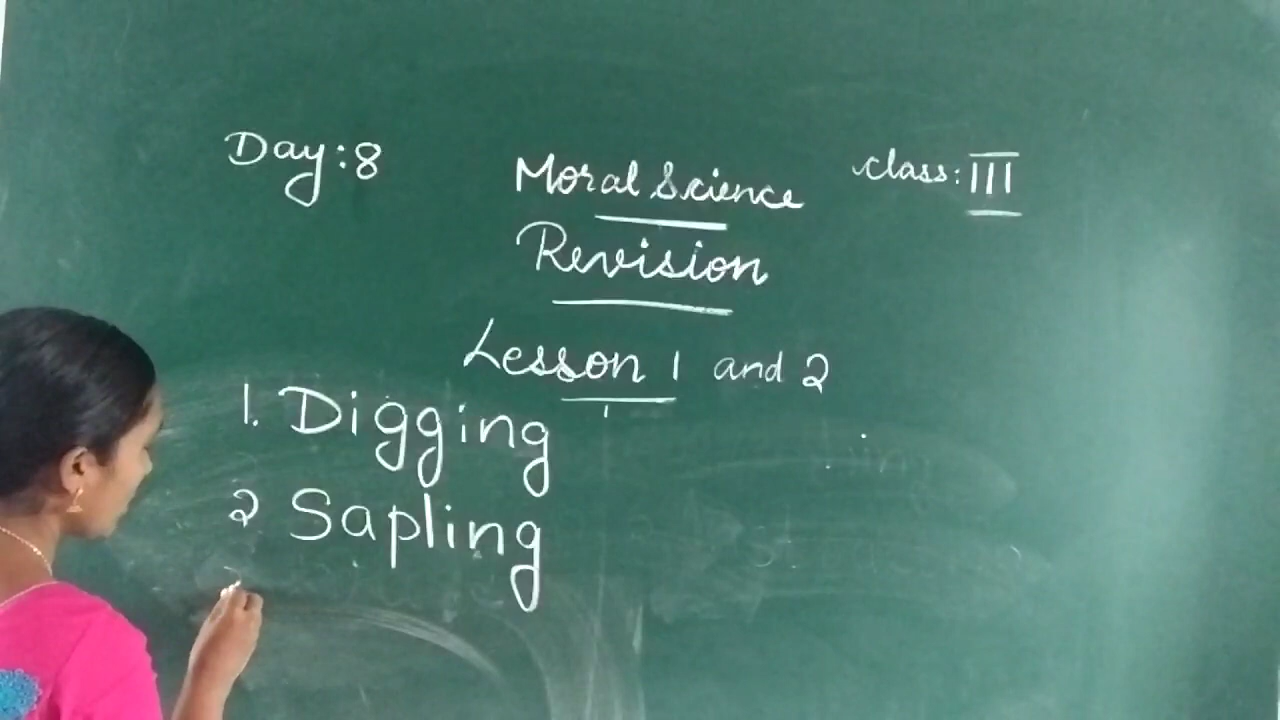 Day:8 Moral Science class: III
Revision
Lesson 1 and 2
1. Digging
2 Sapling